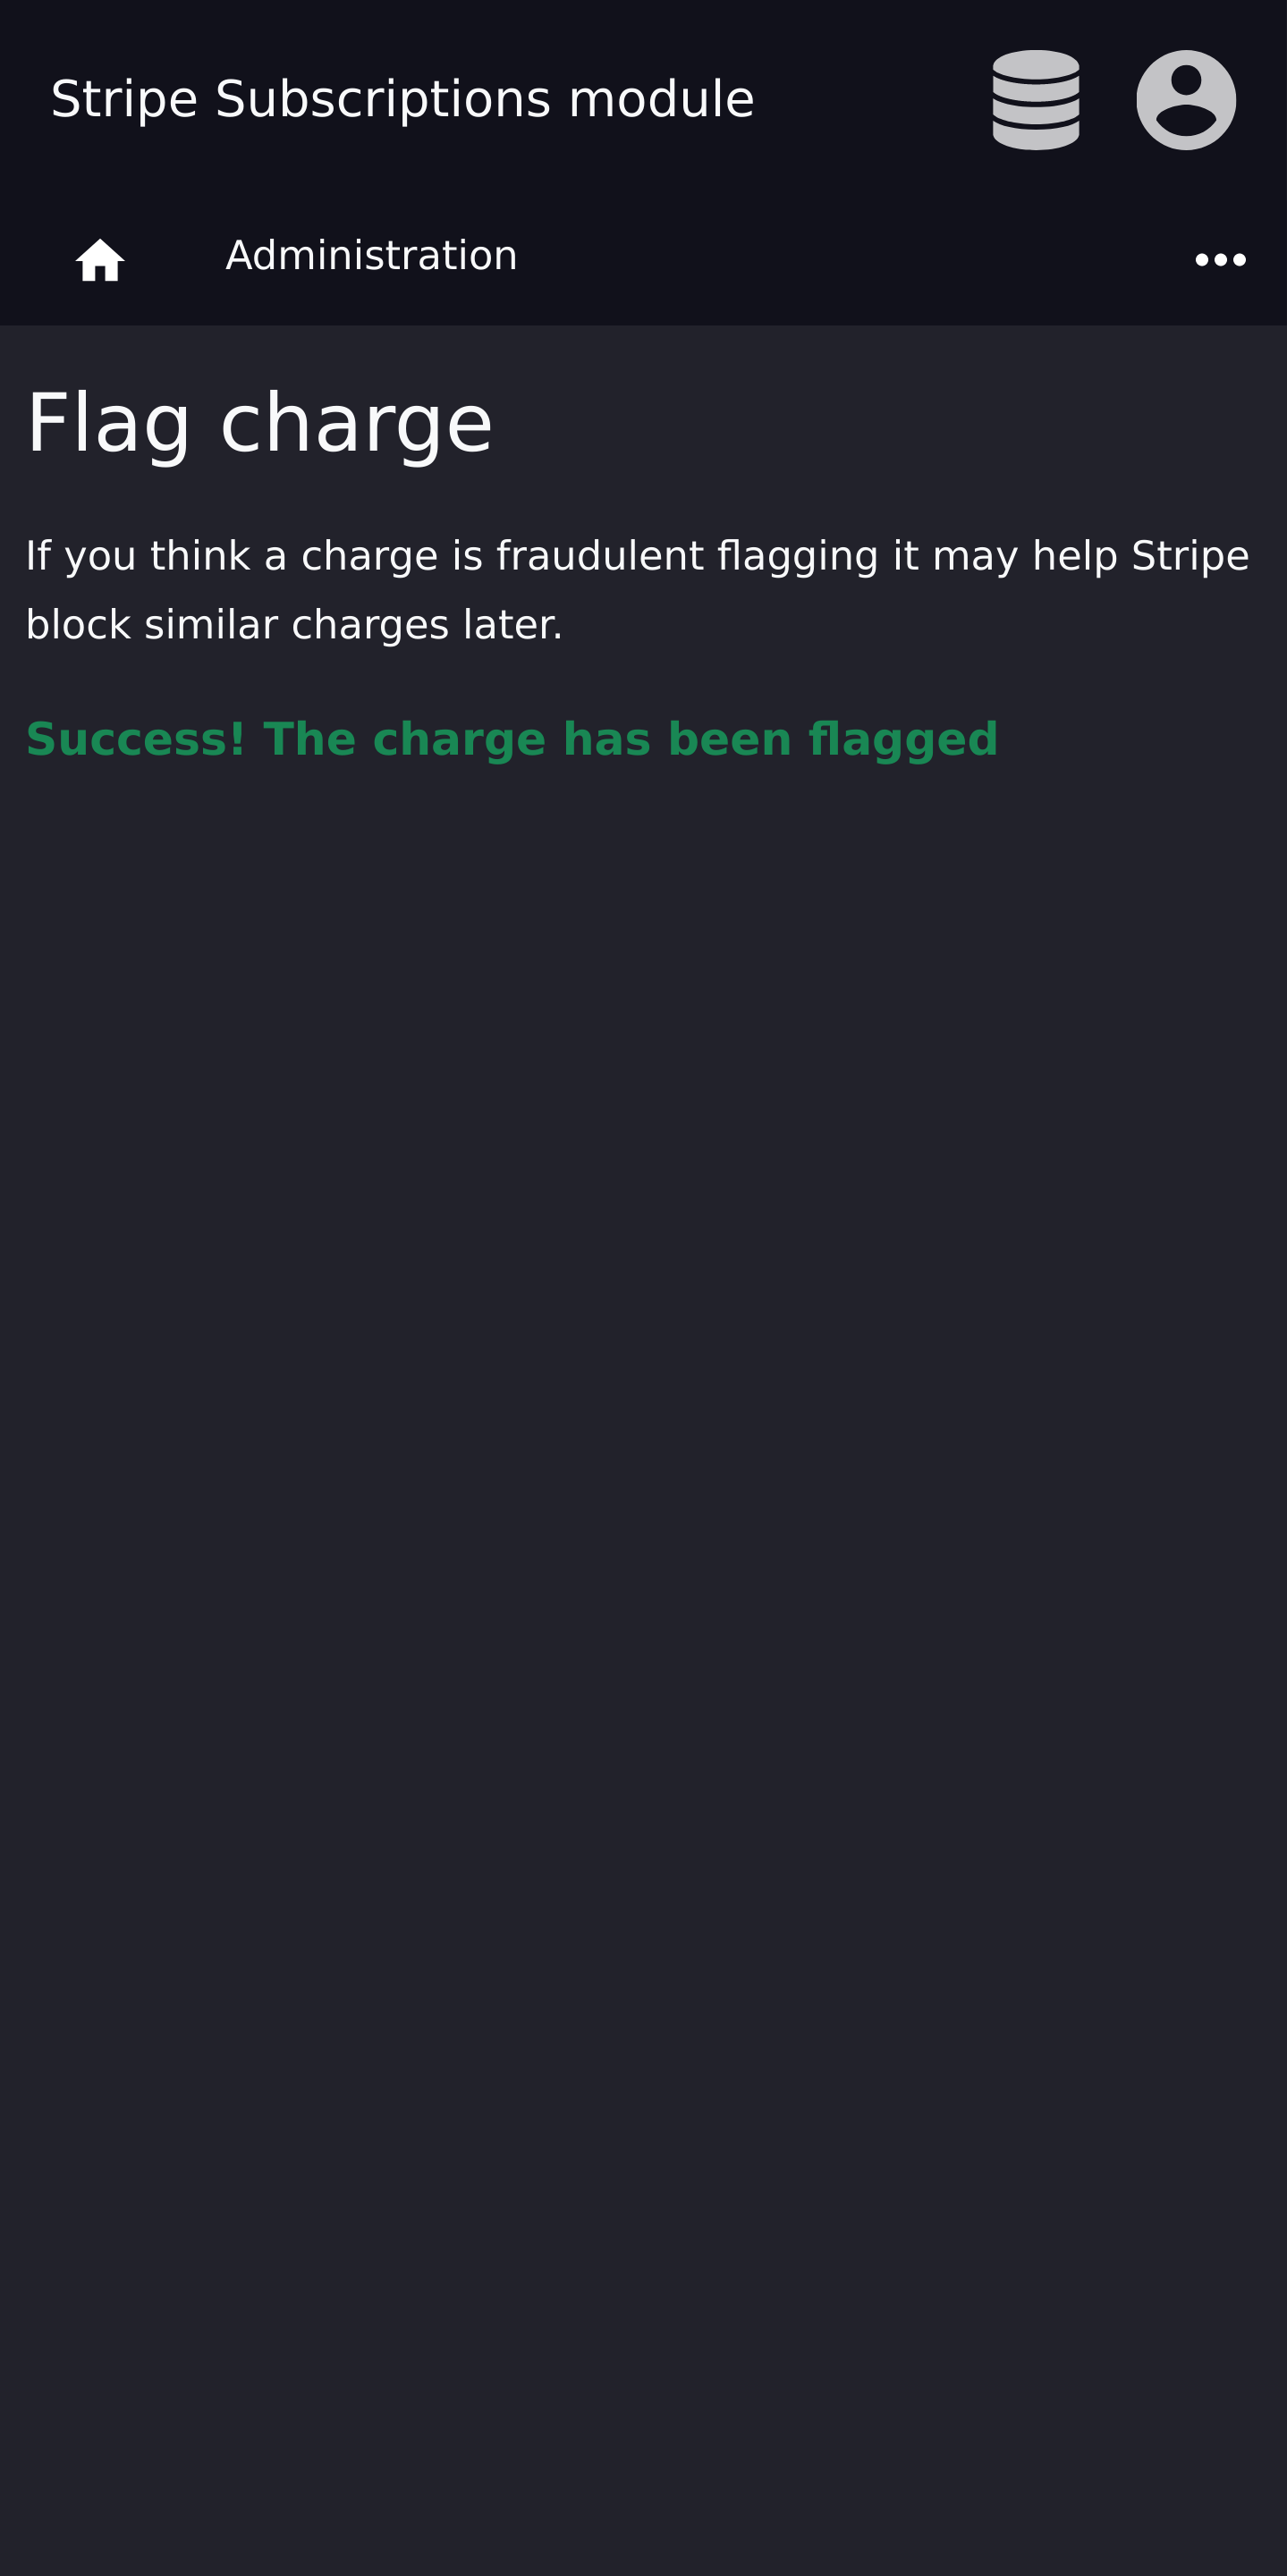 Stripe Subscriptions module
Administration
Flag charge
If you think a charge is fraudulent flagging it may help Stripe
block similar charges later.
Success! The charge has been flagged